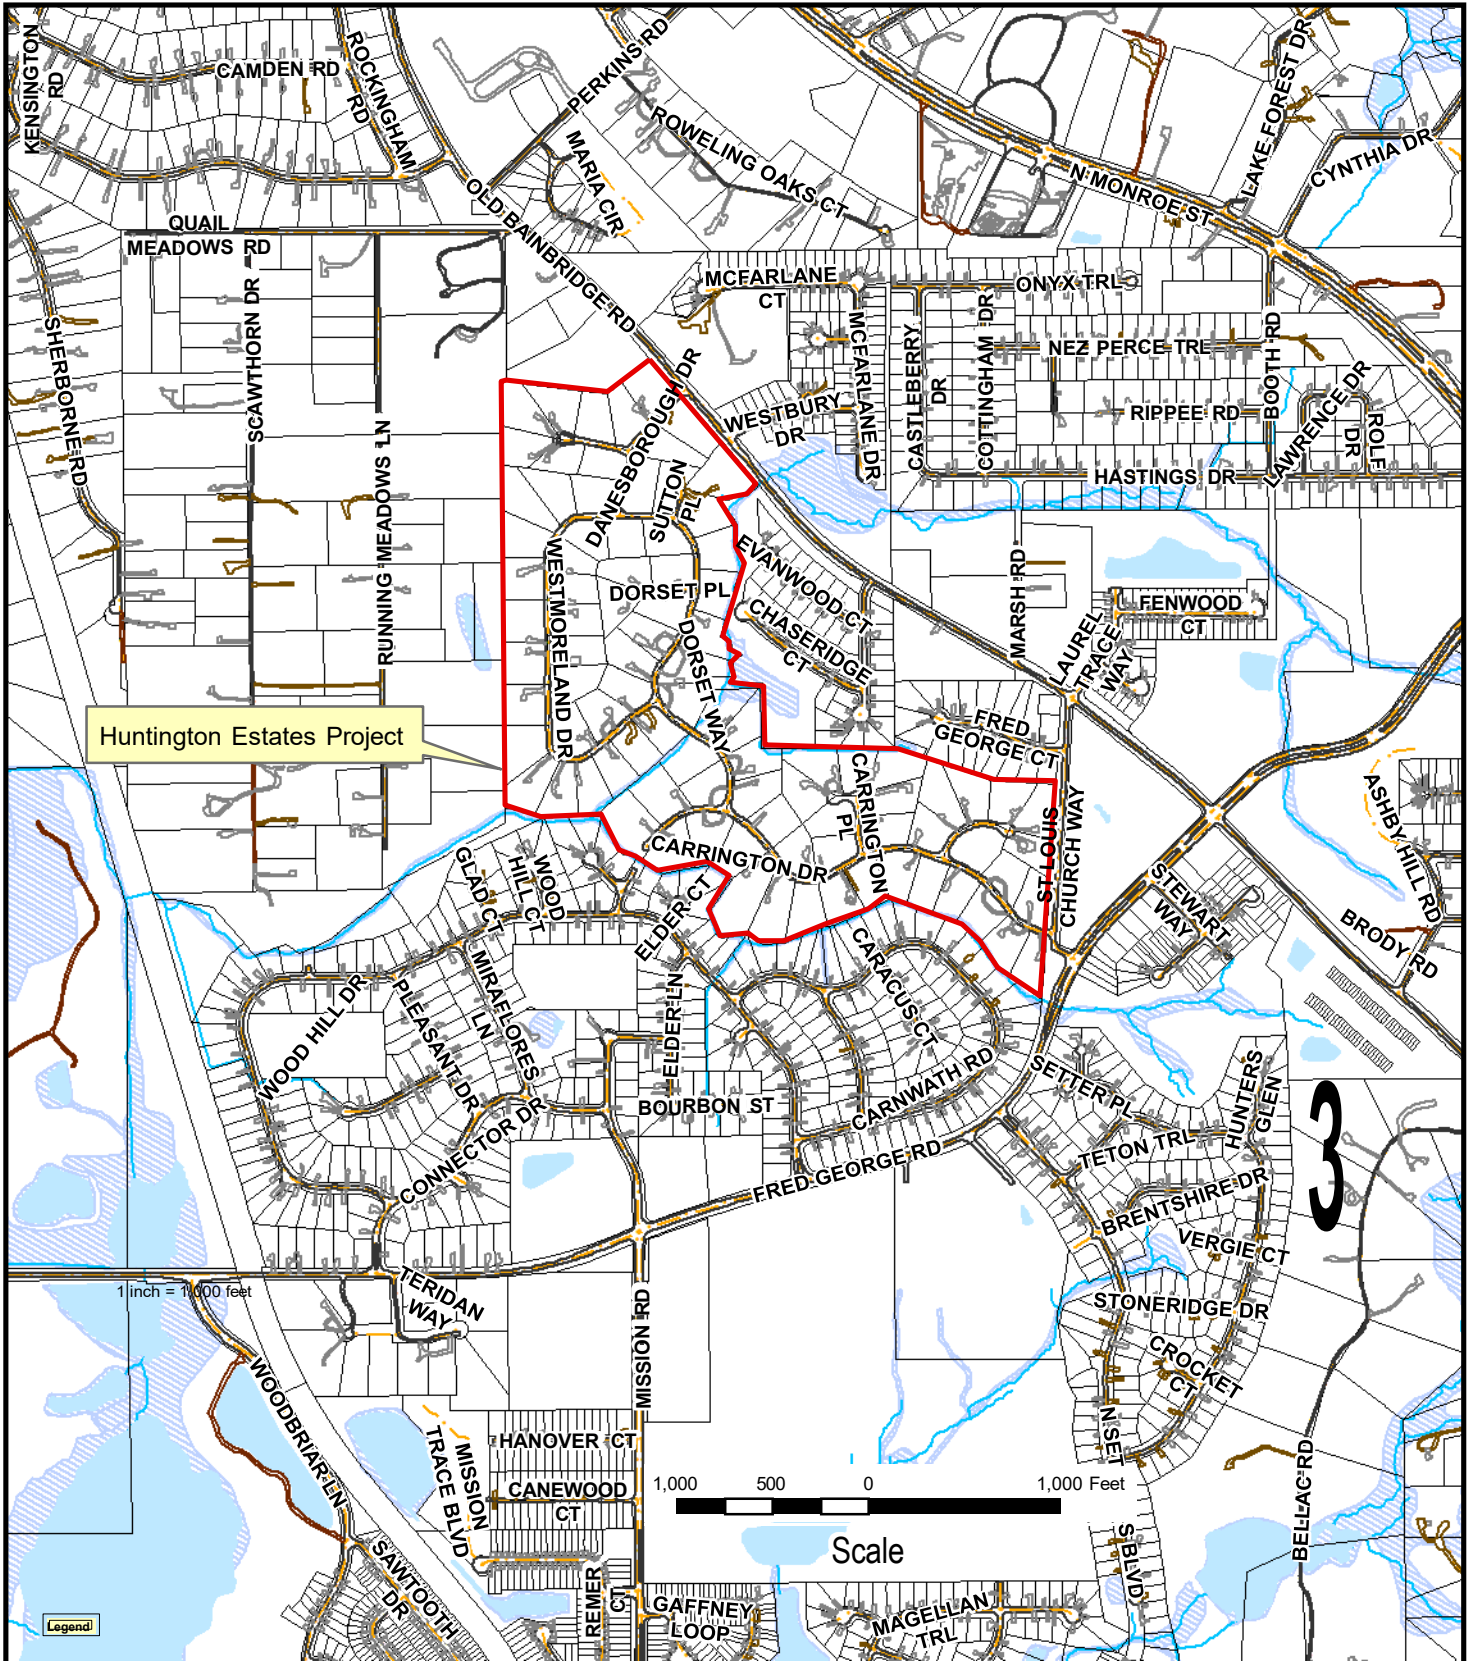 KENSINGTON
RD
CAMDEN RD
ROCKINGHAM
RD
PERKINS RD
MARIA CIR
ROWELING OAKS CT
N MONROE ST
LAKE FOREST DR
CYNTHIA DR
QUAIL
MEADOWS RD
OLD BAINBRIDGE RD
SHERBORNE RD
SCAWTHORN DR
RUNNING MEADOWS LN
MCFARLANE
CT
MCFARLANE DR
CASTLEBERRY
DR
COTTINGHAM DR
ONYX TRL
NEZ PERCE TRL
BOOTH RD
RIPPEE RD
LAWRENCE DR
ROLF
DR
HASTINGS DR
WESTBURY
DR
DANESBOROUGH DR
SUTTON
PL
WESTMORELAND DR
DORSET PL
DORSET WAY
EVANWOOD CT
CHASERIDGE
CT
MARSH RD
LAUREL
TRACE
WAY
FENWOOD
CT
Huntington Estates Project
FRED
GEORGE CT
CARRINGTON
PL
CARRINGTON DR
ST LOUIS
CHURCH WAY
ASHBY HILL RD
STEWART
WAY
BRODY RD
GLAD CT
WOOD
HILL CT
ELDER CT
ELDER LN
MIRAFLORES
LN
PLEASANT DR
WOOD HILL DR
CONNECTOR DR
BOURBON ST
CARACUS CT
CARNWATH RD
FRED GEORGE RD
SETTER PL
TETON TRL
HUNTERS
GLEN
3
BRENTSHIRE DR
VERGIE CT
STONERIDGE DR
CROCKET
CT
N SET
S BLVD
BELLAC RD
1 inch = 1,000 feet
TERIDAN
WAY
MISSION RD
WOODBRIAR LN
HANOVER CT
CANEWOOD
CT
MISSION
TRACE BLVD
SAWTOOTH
DR
REMER
CT
GAFFNEY
LOOP
MAGELLAN
TRL
1,000 500 0 1,000 Feet
Scale
Legend